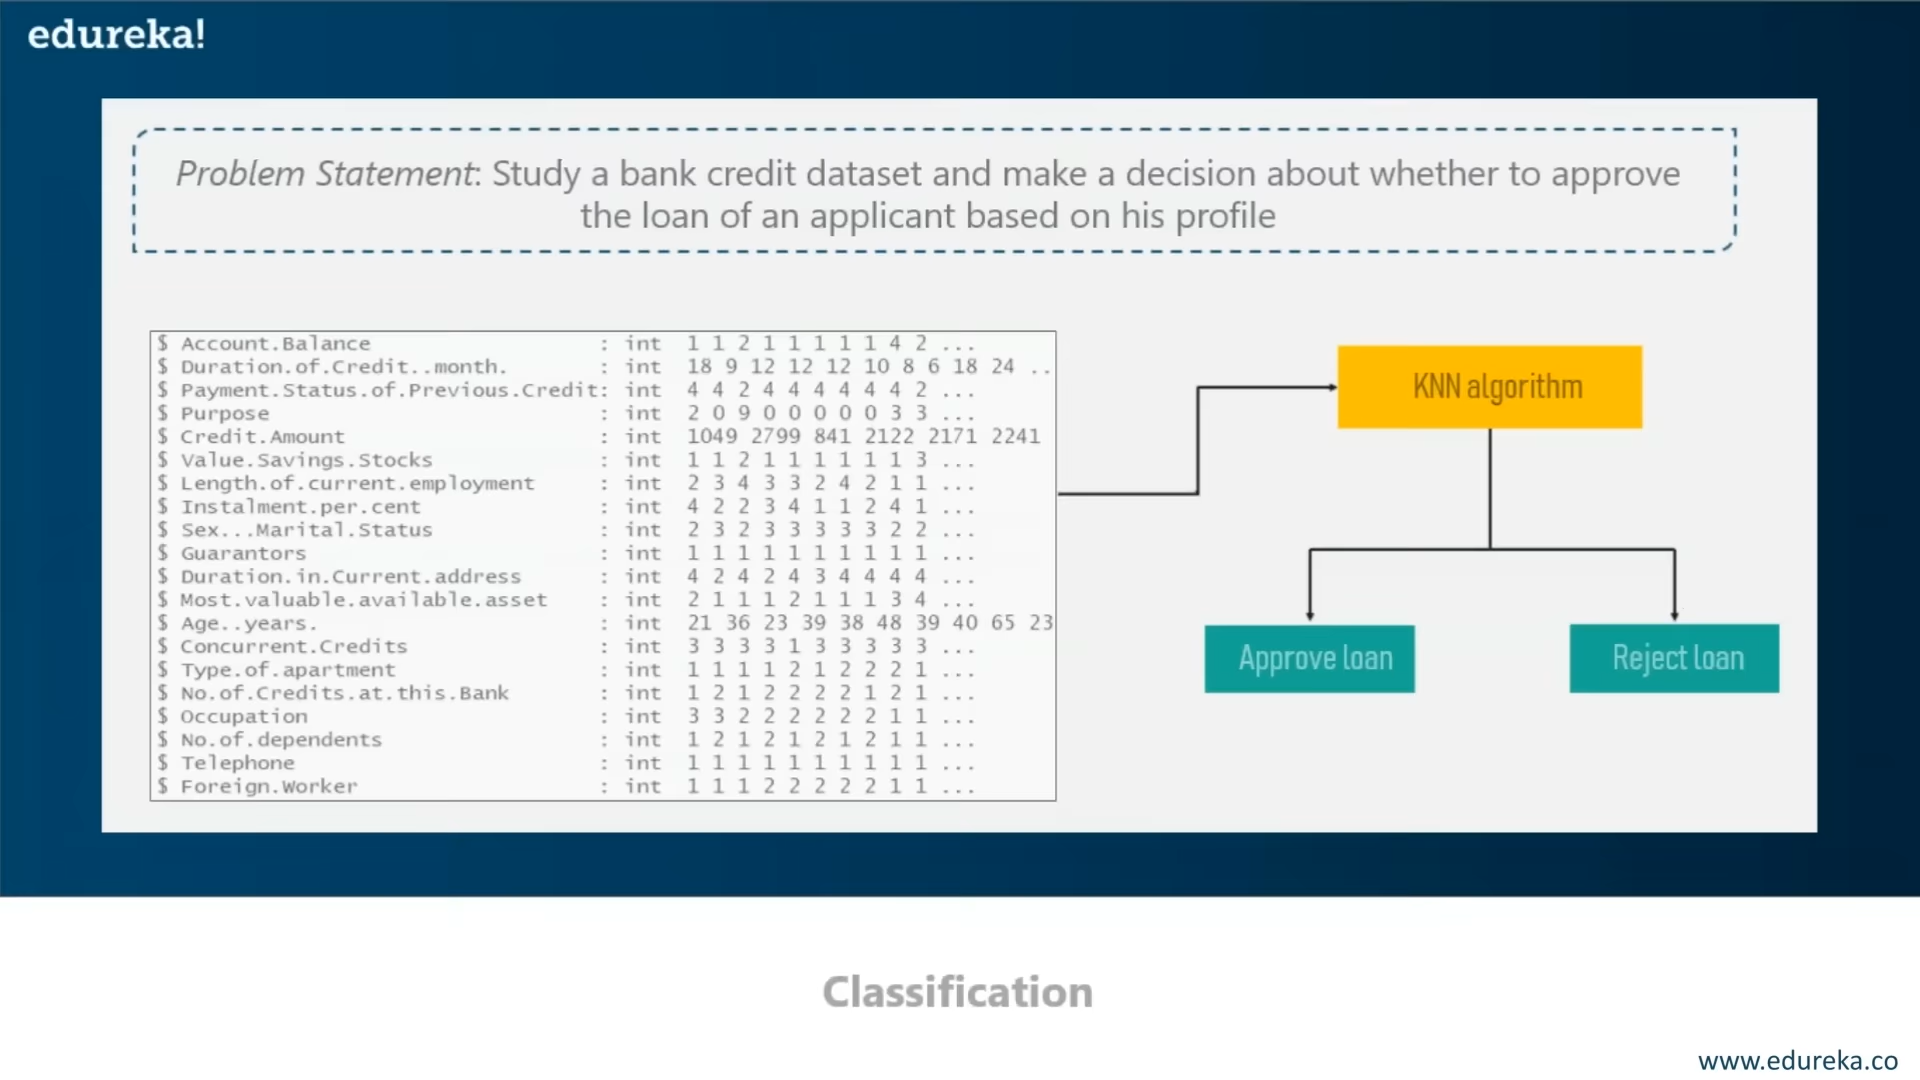 edureka!
Problem Statement: Study a bank credit dataset and make a decision about whether to approve
the loan of an applicant based on his profile
$ Account.Balance : int 1 1 2 1 1 1 1 1 4 2 ...
$ Duration.of.Credit..month. : int 18 9 12 12 12 10 8 6 18 24 ..
$ Payment.Status.of.Previous.Credit: int 4 4 2 4 4 4 4 4 4 2 ...
$ Purpose : int 2 0 9 0 0 0 0 0 3 3 ...
$ Credit.Amount : int 1049 2799 841 2122 2171 2241
$ Value.Savings.Stocks : int 1 1 2 1 1 1 1 1 1 3 ...
$ Length.of.current.employment : int 2 3 4 3 3 2 4 2 1 1 ...
$ Instalment.per.cent : int 4 2 2 3 4 1 1 2 4 1 ...
$ Sex...Marital.Status : int 2 3 2 3 3 3 3 3 2 2 ...
$ Guarantors : int 1 1 1 1 1 1 1 1 1 1 ...
$ Duration.in.Current.address : int 4 2 4 2 4 3 4 4 4 4 ...
$ Most.valuable.available.asset : int 2 1 1 1 2 1 1 1 3 4 ...
$ Age..years. : int 21 36 23 39 38 48 39 40 65 23
$ Concurrent.Credits : int 3 3 3 3 1 3 3 3 3 3 ...
$ Type.of.apartment : int 1 1 1 1 2 1 2 2 2 1 ...
$ No.of.Credits.at.this.Bank : int 1 2 1 2 2 2 2 1 2 1 ...
$ Occupation : int 3 3 2 2 2 2 2 2 1 1 ...
$ No.of.dependents : int 1 2 1 2 1 2 1 2 1 1 ...
$ Telephone : int 1 1 1 1 1 1 1 1 1 1 ...
$ Foreign.Worker : int 1 1 1 2 2 2 2 2 1 1 ...
KNN algorithm
Approve loan
Reject loan
Classification
www.edureka.co